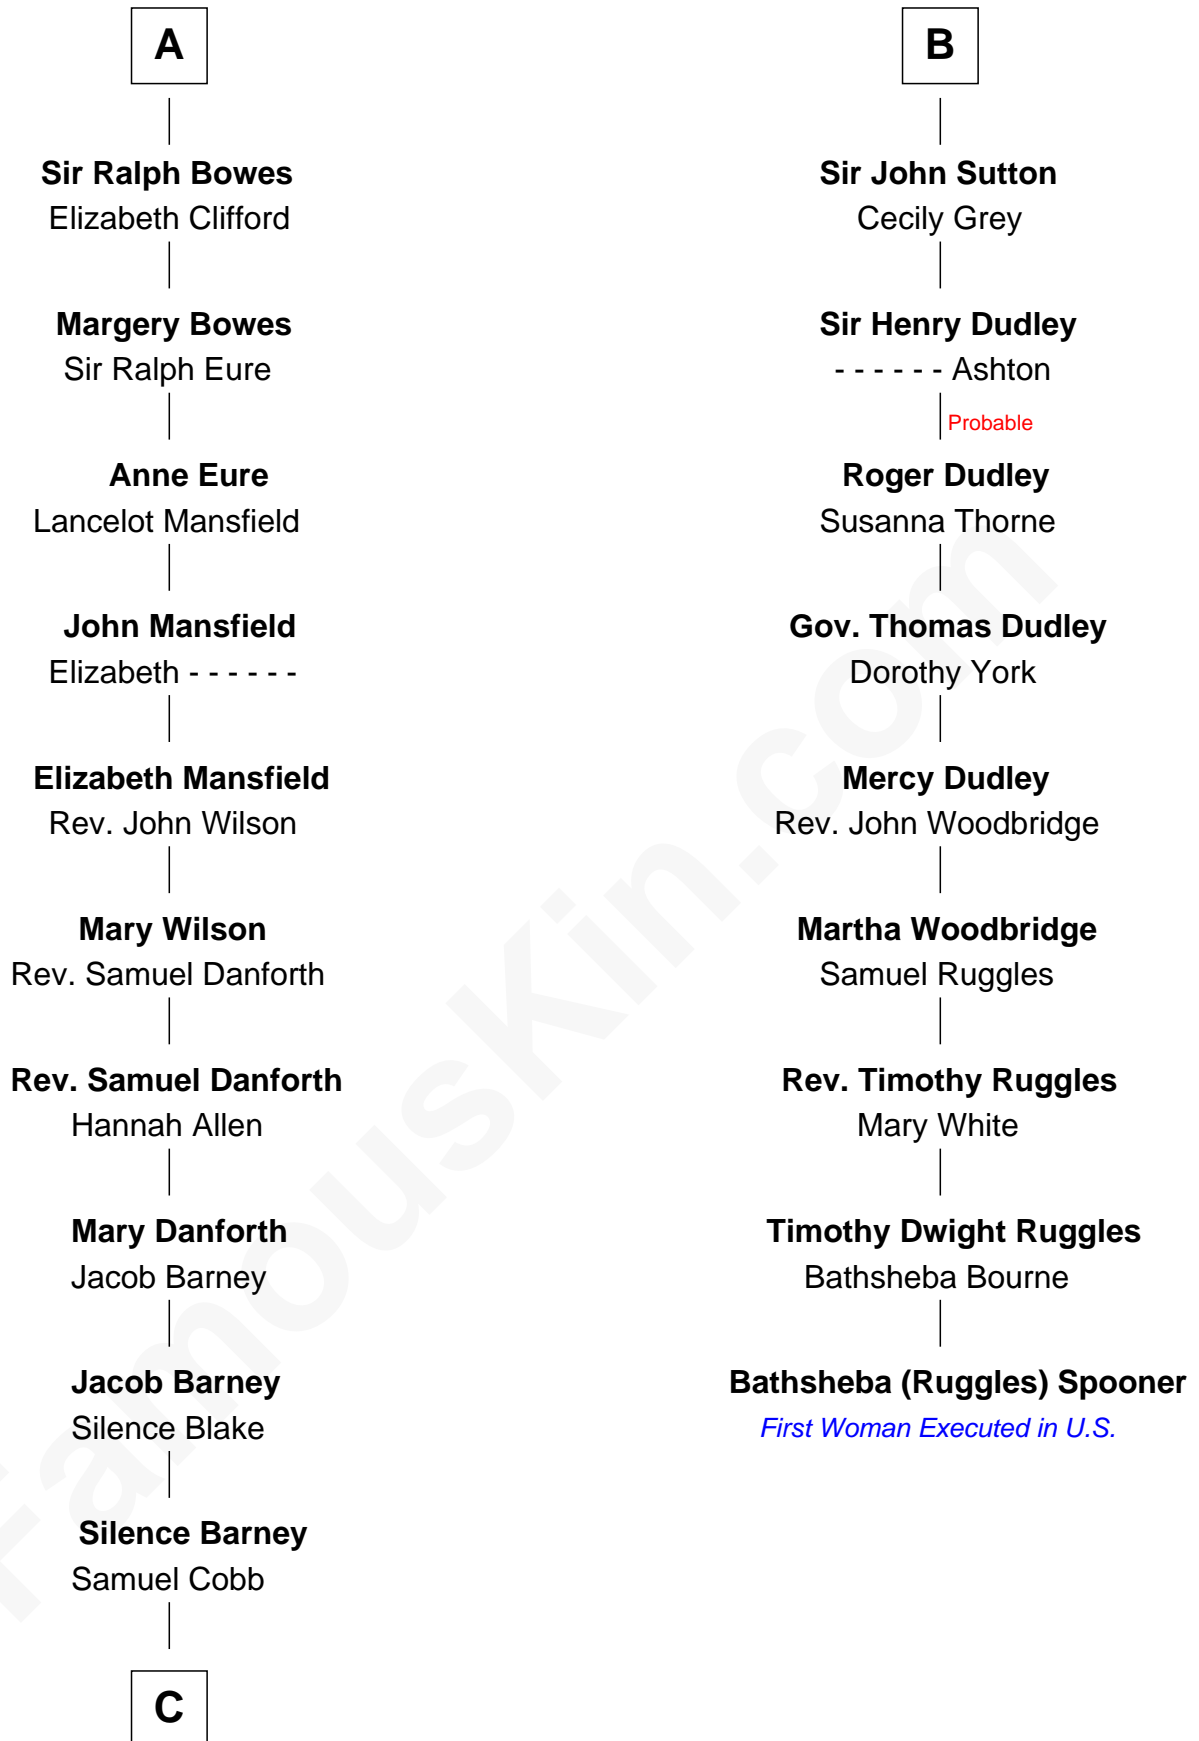 A
Sir Ralph Bowes
Elizabeth Clifford
Margery Bowes
Sir Ralph Eure
Anne Eure
Lancelot Mansfield
John Mansfield
Elizabeth - - - - - -
Elizabeth Mansfield
Rev. John Wilson
Mary Wilson
Rev. Samuel Danforth
Rev. Samuel Danforth
Hannah Allen
Mary Danforth
Jacob Barney
Jacob Barney
Silence Blake
Silence Barney
Samuel Cobb
C
B
Sir John Sutton
Cecily Grey
Sir Henry Dudley
- - - - - - Ashton
Probable
Roger Dudley
Susanna Thorne
Gov. Thomas Dudley
Dorothy York
Mercy Dudley
Rev. John Woodbridge
Martha Woodbridge
Samuel Ruggles
Rev. Timothy Ruggles
Mary White
Timothy Dwight Ruggles
Bathsheba Bourne
Bathsheba (Ruggles) Spooner
First Woman Executed in U.S.
FamousKin.com